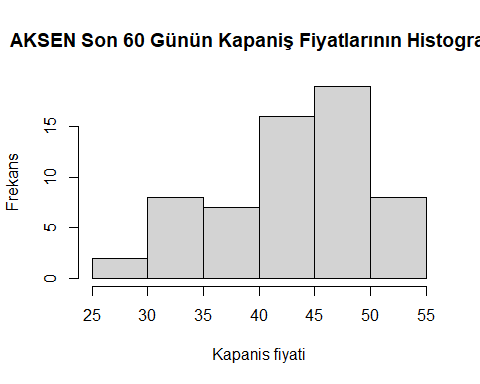 AKSEN Son 60 Günün Kapaniş Fiyatlarının Histogra
Frekans
0
5
10
15
25 30 35 40 45 50 55
Kapanis fiyati